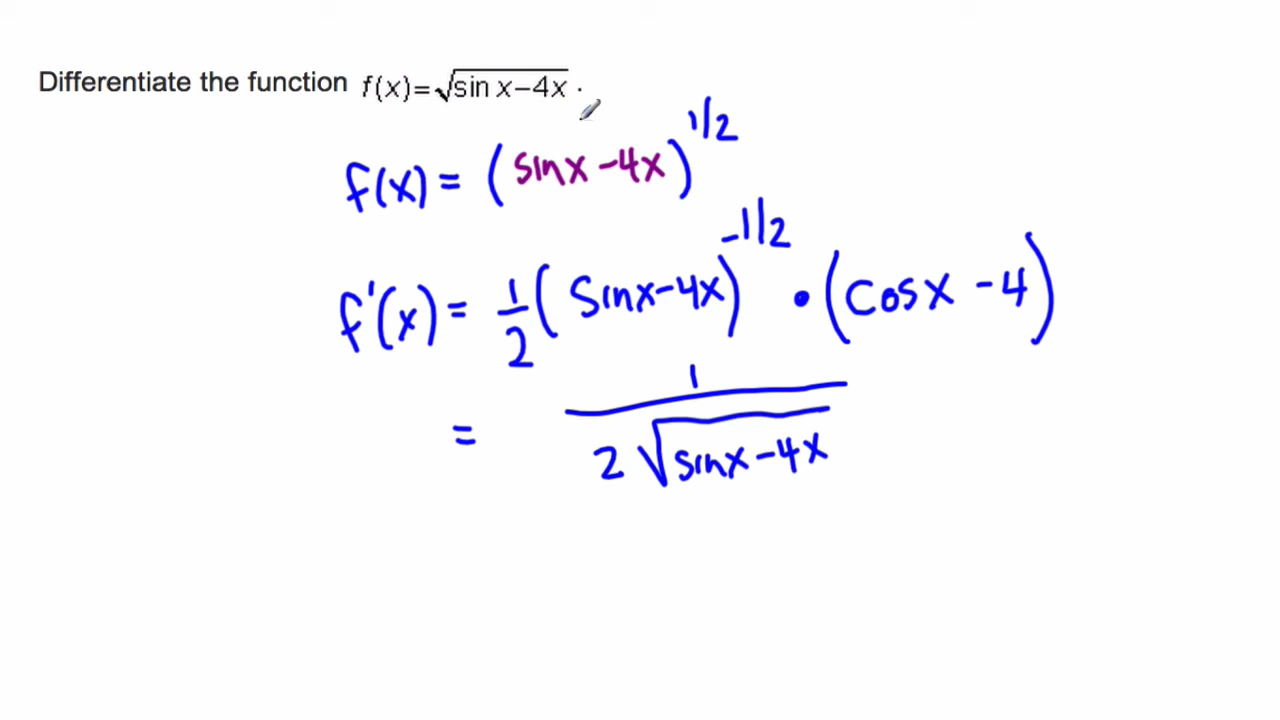 Differentiate the function f(x)=√sin x−4x .
f(x) = (sinx −4x)^1/2
f'(x) = 1/2 (sinx−4x)^−1/2 • (cosx −4)
= 1 / 2√sinx−4x